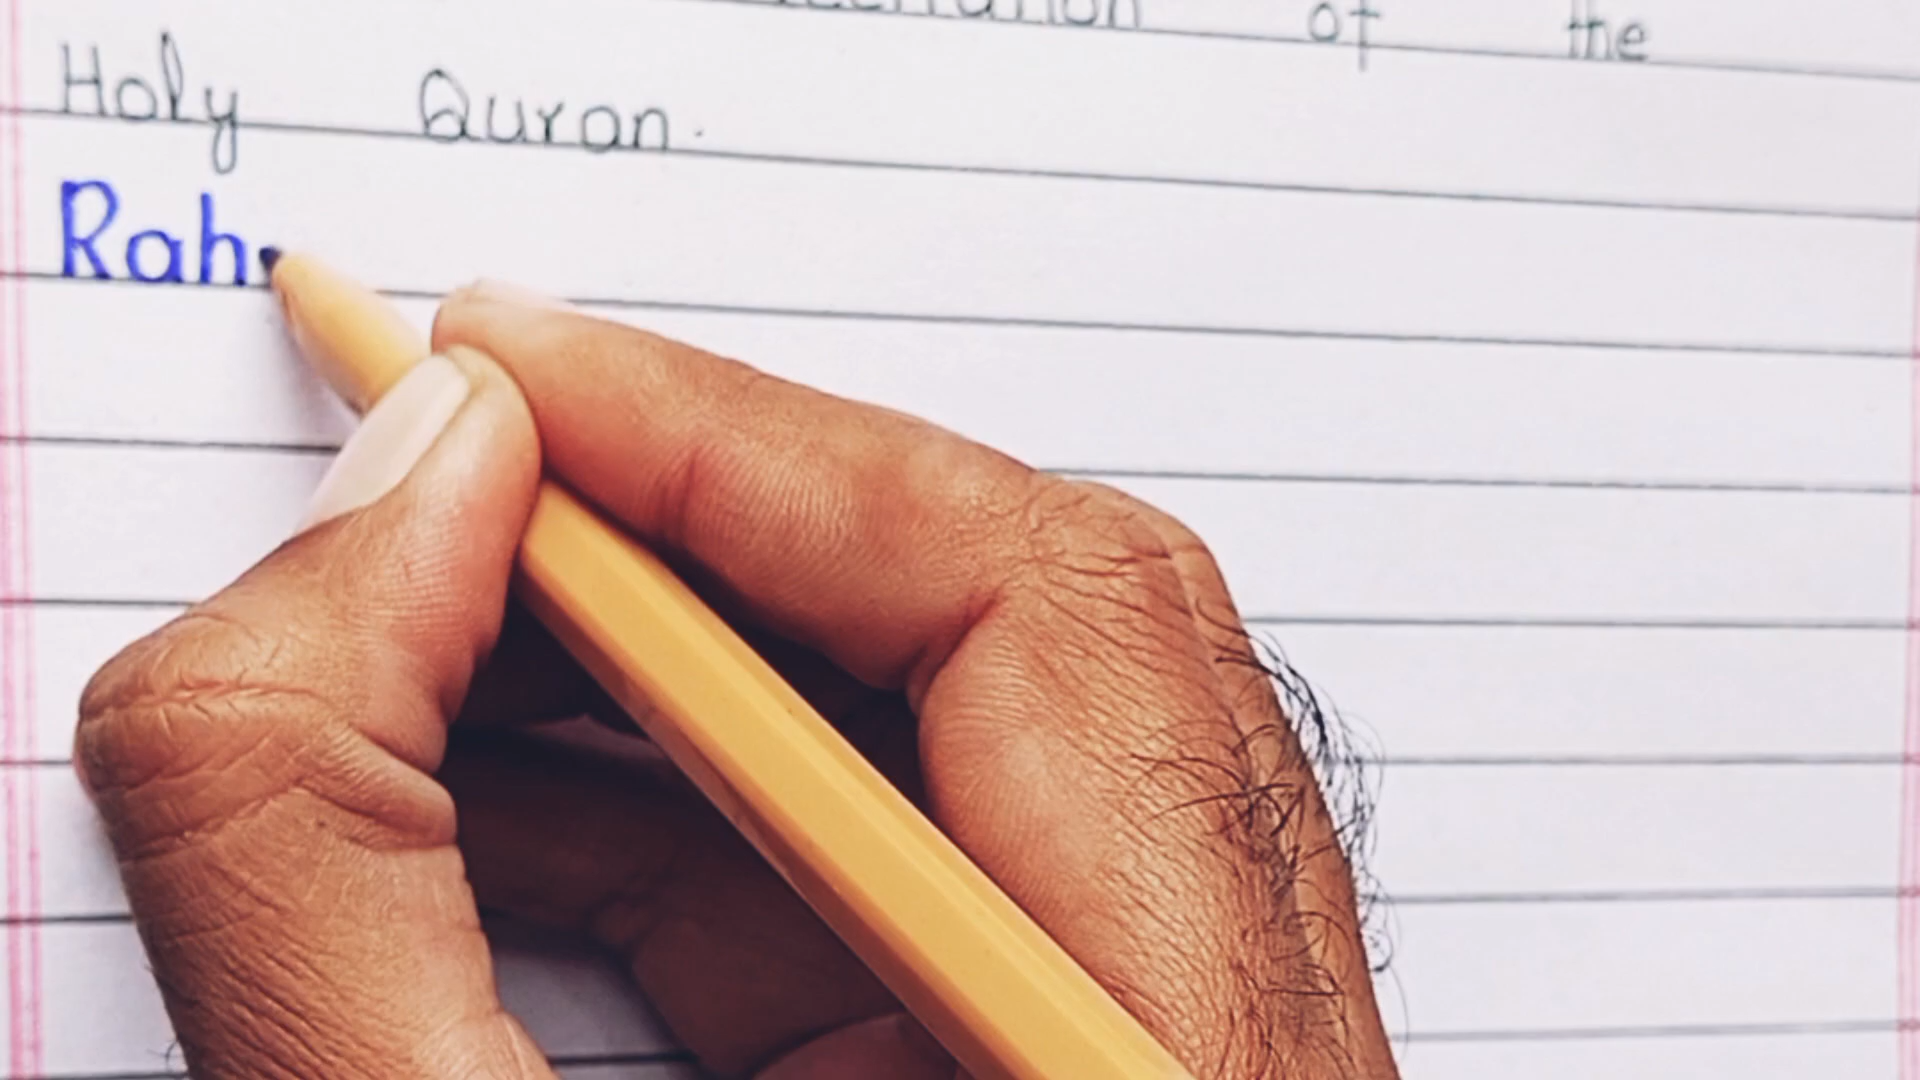 of the
Holy Quran.
Rah